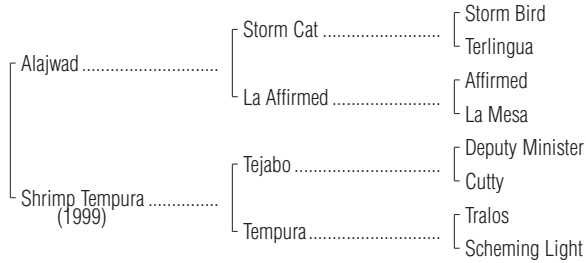 Storm Bird
Storm Cat ........................
Terlingua
Alajwad ............................
Affirmed
La Affirmed ......................
La Mesa
Deputy Minister
Tejabo ..............................
Cutty
Shrimp Tempura ..............
(1999)
Tralos
Tempura...........................
Scheming Light